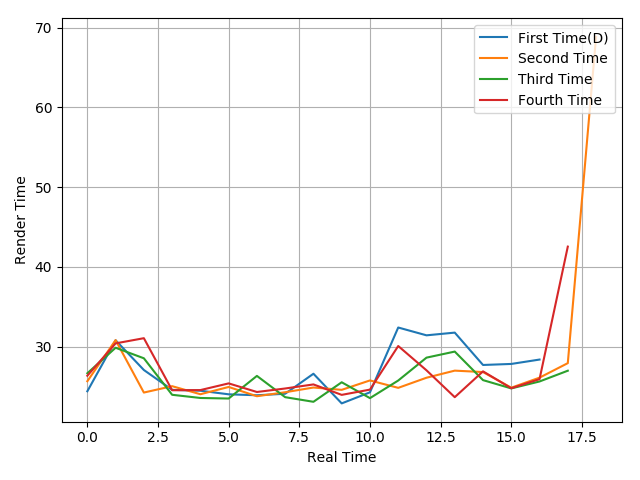 70
60
50
40
30
Render Time
First Time(D)
Second Time
Third Time
Fourth Time
0.0 2.5 5.0 7.5 10.0 12.5 15.0 17.5
Real Time